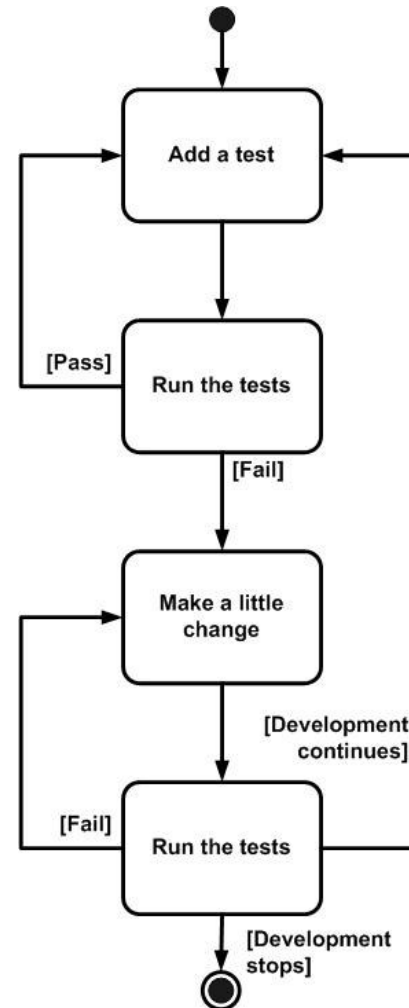 Add a test
[Pass]
Run the tests
[Fail]
Make a little
change
[Development
continues]
[Fail]
Run the tests
[Development
stops]